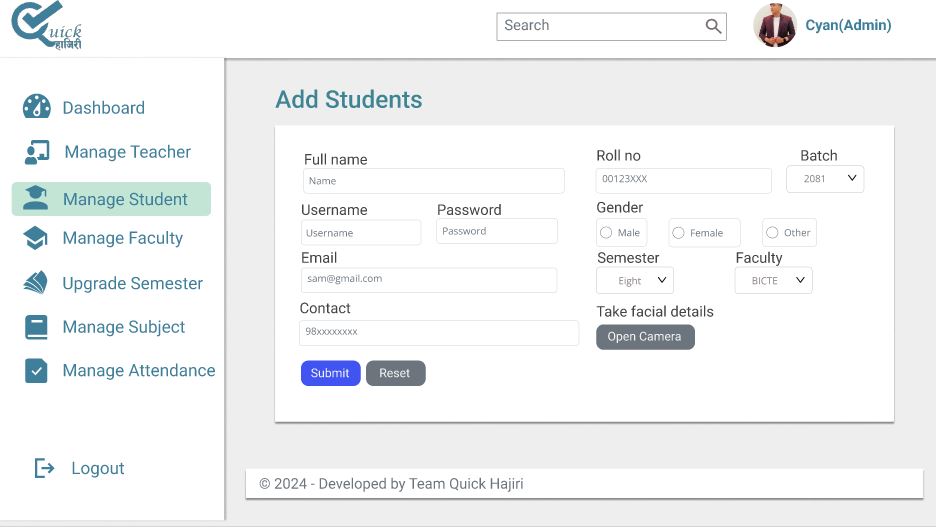 Quick
हाजिरी
Search
Cyan(Admin)
Dashboard
Manage Teacher
Manage Student
Manage Faculty
Upgrade Semester
Manage Subject
Manage Attendance
Logout
Add Students
Full name
Name
Username
Password
Username
Password
Email
sam@gmail.com
Contact
98xxxxxxxx
Submit
Reset
Roll no
Batch
00123XXX
2081
Gender
Male
Female
Other
Semester
Faculty
Eight
BICTE
Take facial details
Open Camera
© 2024 - Developed by Team Quick Hajiri